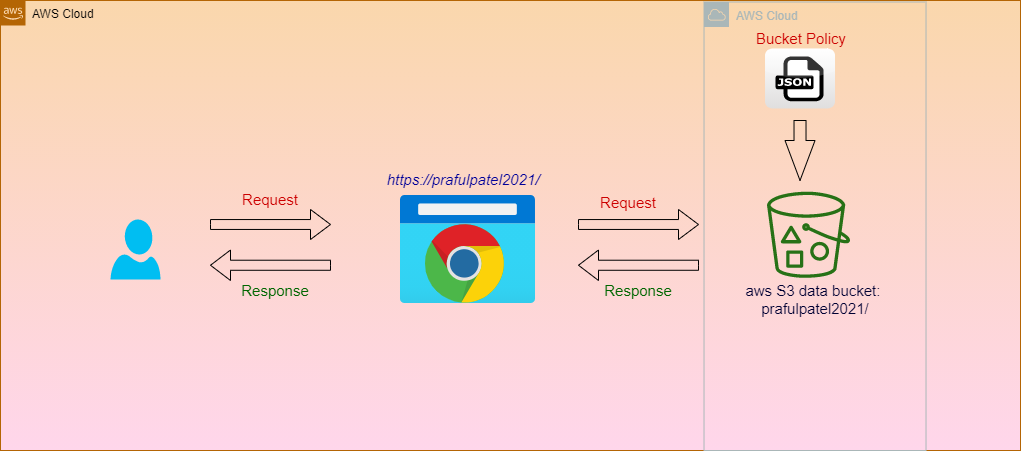 aws
AWS Cloud
AWS Cloud
Bucket Policy
JSON
https://prafulpatel2021/
Request
Request
Response
Response
aws S3 data bucket:
prafulpatel2021/